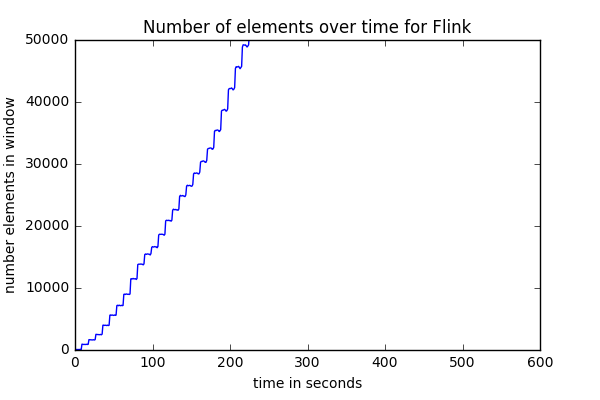 Number of elements over time for Flink
50000
40000
30000
20000
10000
0
number elements in window
0 100 200 300 400 500 600
time in seconds